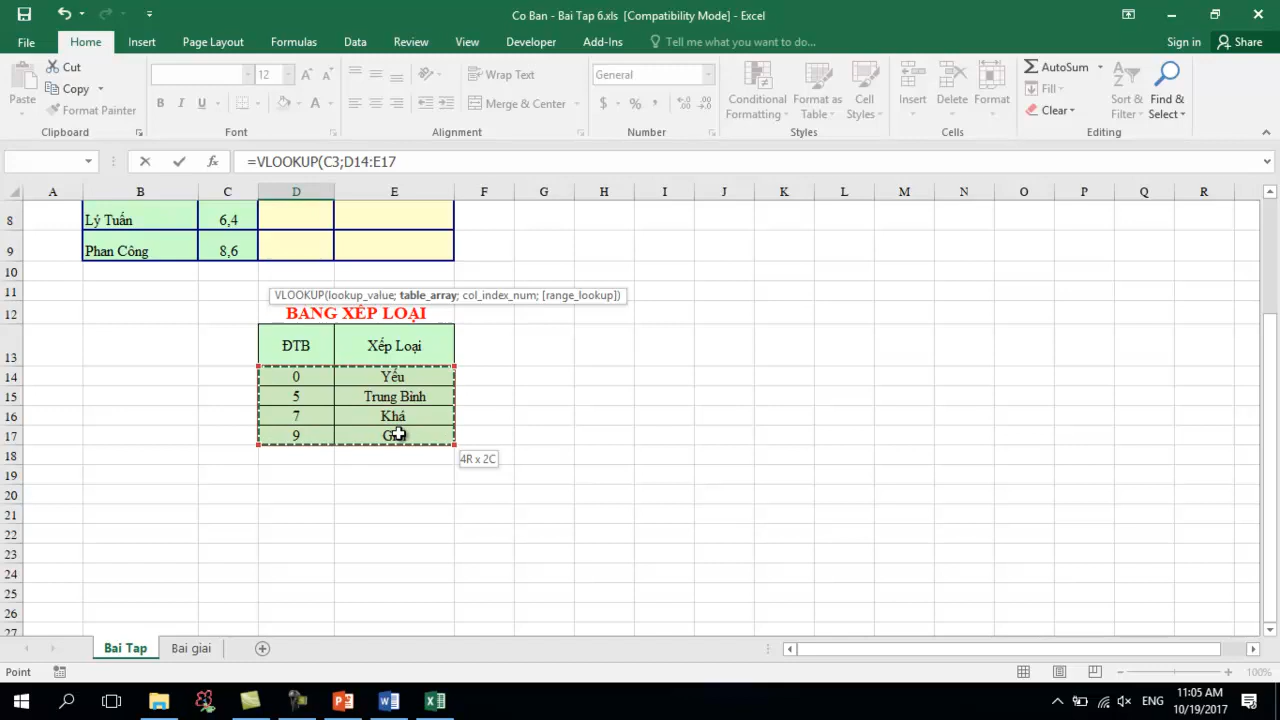 Co Ban - Bai Tap 6.xls [Compatibility Mode] - Excel
File Home Insert Page Layout Formulas Data Review View Developer Add-Ins Tell me what you want to do... Sign in Share
Paste
Cut
Copy
Format Painter
12
Wrap Text
Merge & Center
General
$ % ,
B I U
Conditional Formatting
Format as Table
Cell Styles
Insert
Delete
Format
AutoSum
Fill
Clear
Sort & Filter
Find & Select
Clipboard Font Alignment Number Styles Cells Editing
=VLOOKUP(C3;D14:E17
A B C D E F G H I J K L M N O P Q R
8 Lý Tuấn 6,4
9 Phan Công 8,6
10
11
VLOOKUP(lookup_value; table_array; col_index_num; [range_lookup])
12 BẢNG XẾP LOẠI
13 ĐTB Xếp Loại
14 0 Yếu
15 5 Trung Bình
16 7 Khá
17 9
18
4R x 2C
19
20
21
22
23
24
25
26
27
Bai Tap Bai giai
Point 100%
ENG
11:05 AM
10/19/2017